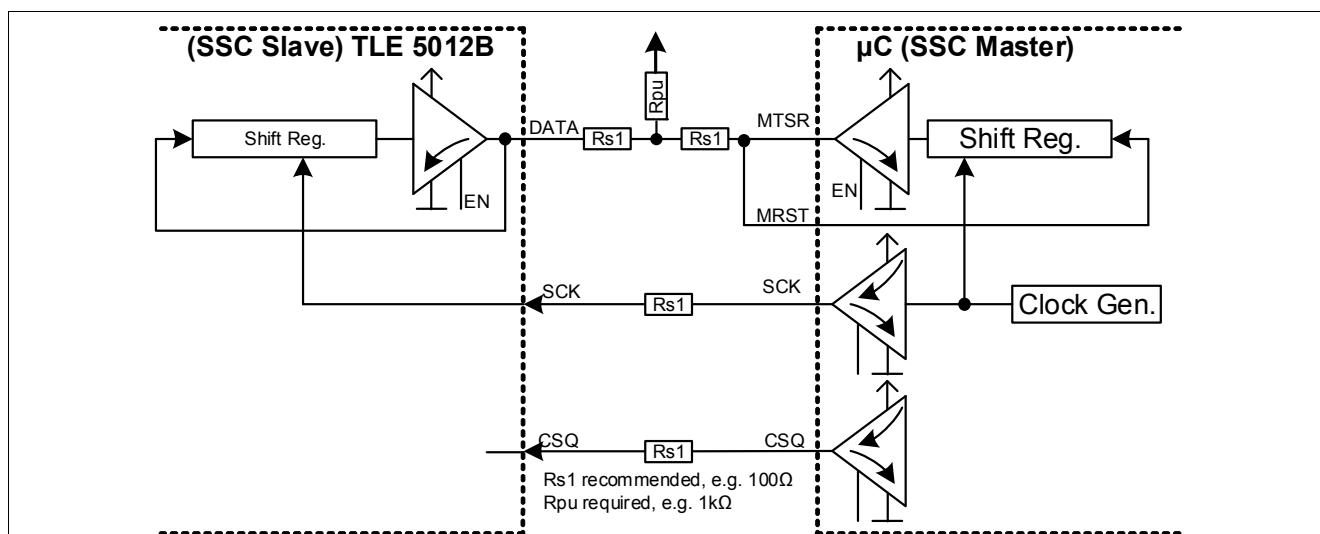 (SSC Slave) TLE 5012B
µC (SSC Master)
Rpu
Shift Reg.
DATA
Rs1
Rs1
MTSR
Shift Reg.
EN
EN
MRST
SCK
Rs1
SCK
Clock Gen.
CSQ
Rs1
CSQ
Rs1 recommended, e.g. 100Ω
Rpu required, e.g. 1kΩ